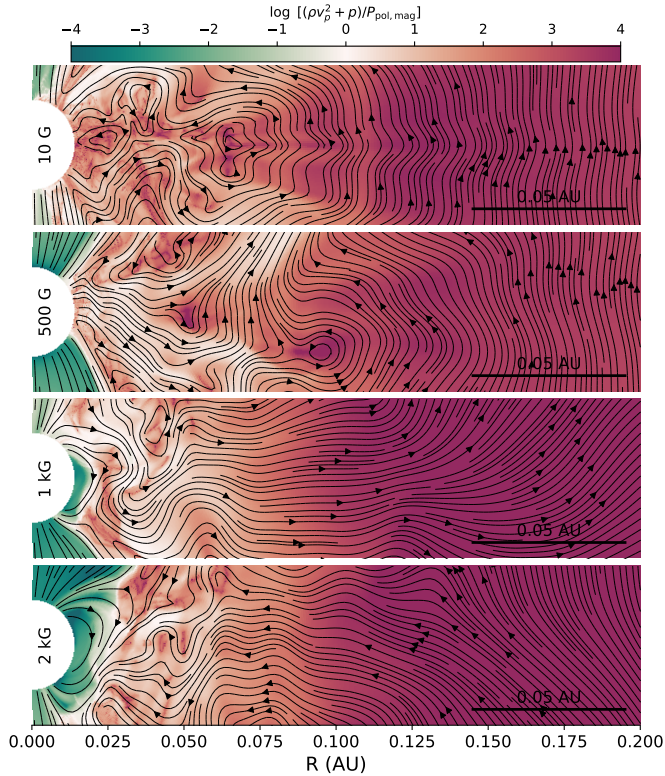 log [(ρv_p^2 + p)/P_pol,mag]
−4 −3 −2 −1 0 1 2 3 4
10 G
0.05 AU
500 G
0.05 AU
1 kG
0.05 AU
2 kG
0.05 AU
0.000 0.025 0.050 0.075 0.100 0.125 0.150 0.175 0.200
R (AU)